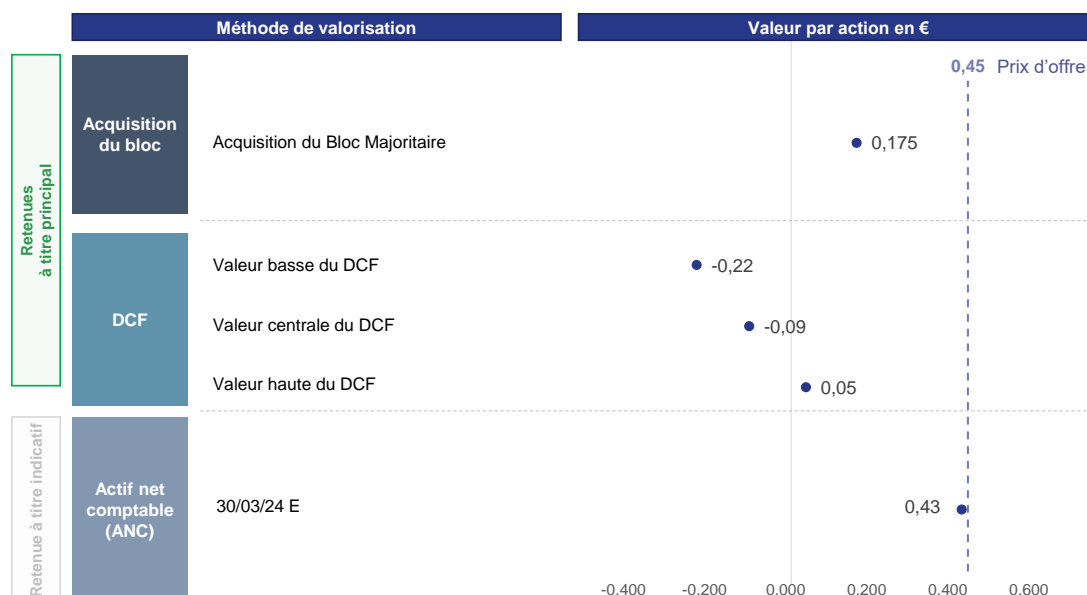 Méthode de valorisation
Valeur par action en €
0,45 Prix d'offre
Retenues
à titre principal
Acquisition
du bloc
Acquisition du Bloc Majoritaire
0,175
DCF
Valeur basse du DCF
-0,22
Valeur centrale du DCF
-0,09
Valeur haute du DCF
0,05
Retenue à titre indicatif
Actif net
comptable
(ANC)
30/03/24 E
0,43
-0.400 -0.200 0.000 0.200 0.400 0.600